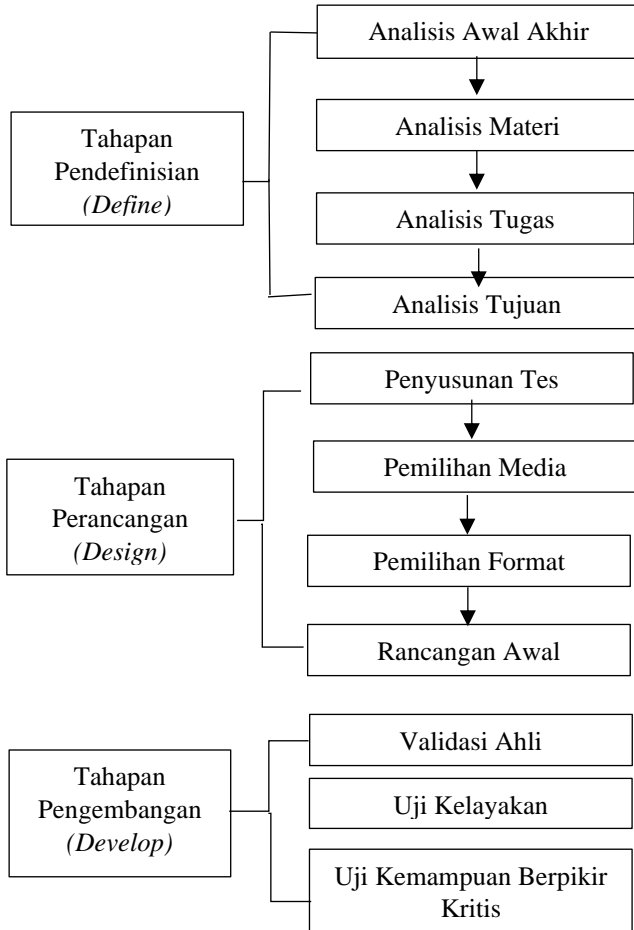 Analisis Awal Akhir
Analisis Materi
Tahapan
Pendefinisian
(Define)
Analisis Tugas
Analisis Tujuan
Penyusunan Tes
Pemilihan Media
Tahapan
Perancangan
(Design)
Pemilihan Format
Rancangan Awal
Validasi Ahli
Tahapan
Pengembangan
(Develop)
Uji Kelayakan
Uji Kemampuan Berpikir
Kritis